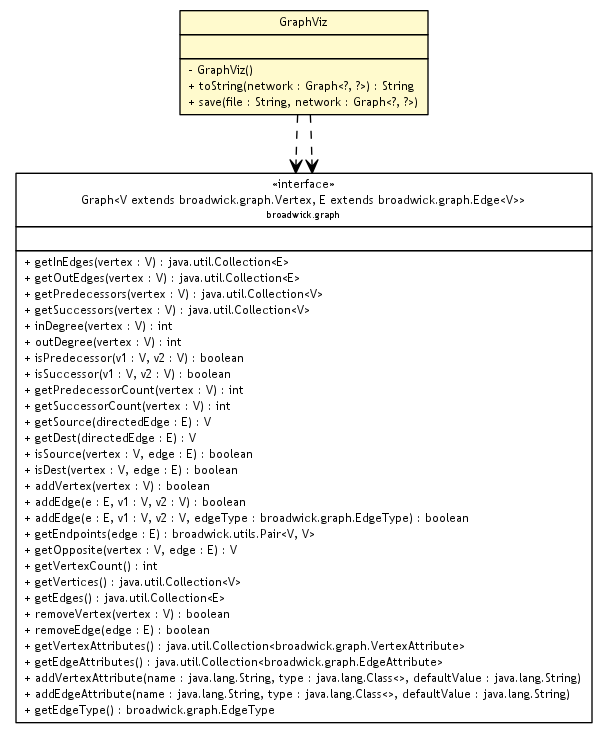 GraphViz
- GraphViz()
+ toString(network : Graph<?, ?>) : String
+ save(file : String, network : Graph<?, ?>)
«interface»
Graph<V extends broadwick.graph.Vertex, E extends broadwick.graph.Edge<V>>
broadwick.graph
+ getInEdges(vertex : V) : java.util.Collection<E>
+ getOutEdges(vertex : V) : java.util.Collection<E>
+ getPredecessors(vertex : V) : java.util.Collection<V>
+ getSuccessors(vertex : V) : java.util.Collection<V>
+ inDegree(vertex : V) : int
+ outDegree(vertex : V) : int
+ isPredecessor(v1 : V, v2 : V) : boolean
+ isSuccessor(v1 : V, v2 : V) : boolean
+ getPredecessorCount(vertex : V) : int
+ getSuccessorCount(vertex : V) : int
+ getSource(directedEdge : E) : V
+ getDest(directedEdge : E) : V
+ isSource(vertex : V, edge : E) : boolean
+ isDest(vertex : V, edge : E) : boolean
+ addVertex(vertex : V) : boolean
+ addEdge(e : E, v1 : V, v2 : V) : boolean
+ addEdge(e : E, v1 : V, v2 : V, edgeType : broadwick.graph.EdgeType) : boolean
+ getEndpoints(edge : E) : broadwick.utils.Pair<V, V>
+ getOpposite(vertex : V, edge : E) : V
+ getVertexCount() : int
+ getVertices() : java.util.Collection<V>
+ getEdges() : java.util.Collection<E>
+ removeVertex(vertex : V) : boolean
+ removeEdge(edge : E) : boolean
+ getVertexAttributes() : java.util.Collection<broadwick.graph.VertexAttribute>
+ getEdgeAttributes() : java.util.Collection<broadwick.graph.EdgeAttribute>
+ addVertexAttribute(name : java.lang.String, type : java.lang.Class<>, defaultValue : java.lang.String)
+ addEdgeAttribute(name : java.lang.String, type : java.lang.Class<>, defaultValue : java.lang.String)
+ getEdgeType() : broadwick.graph.EdgeType